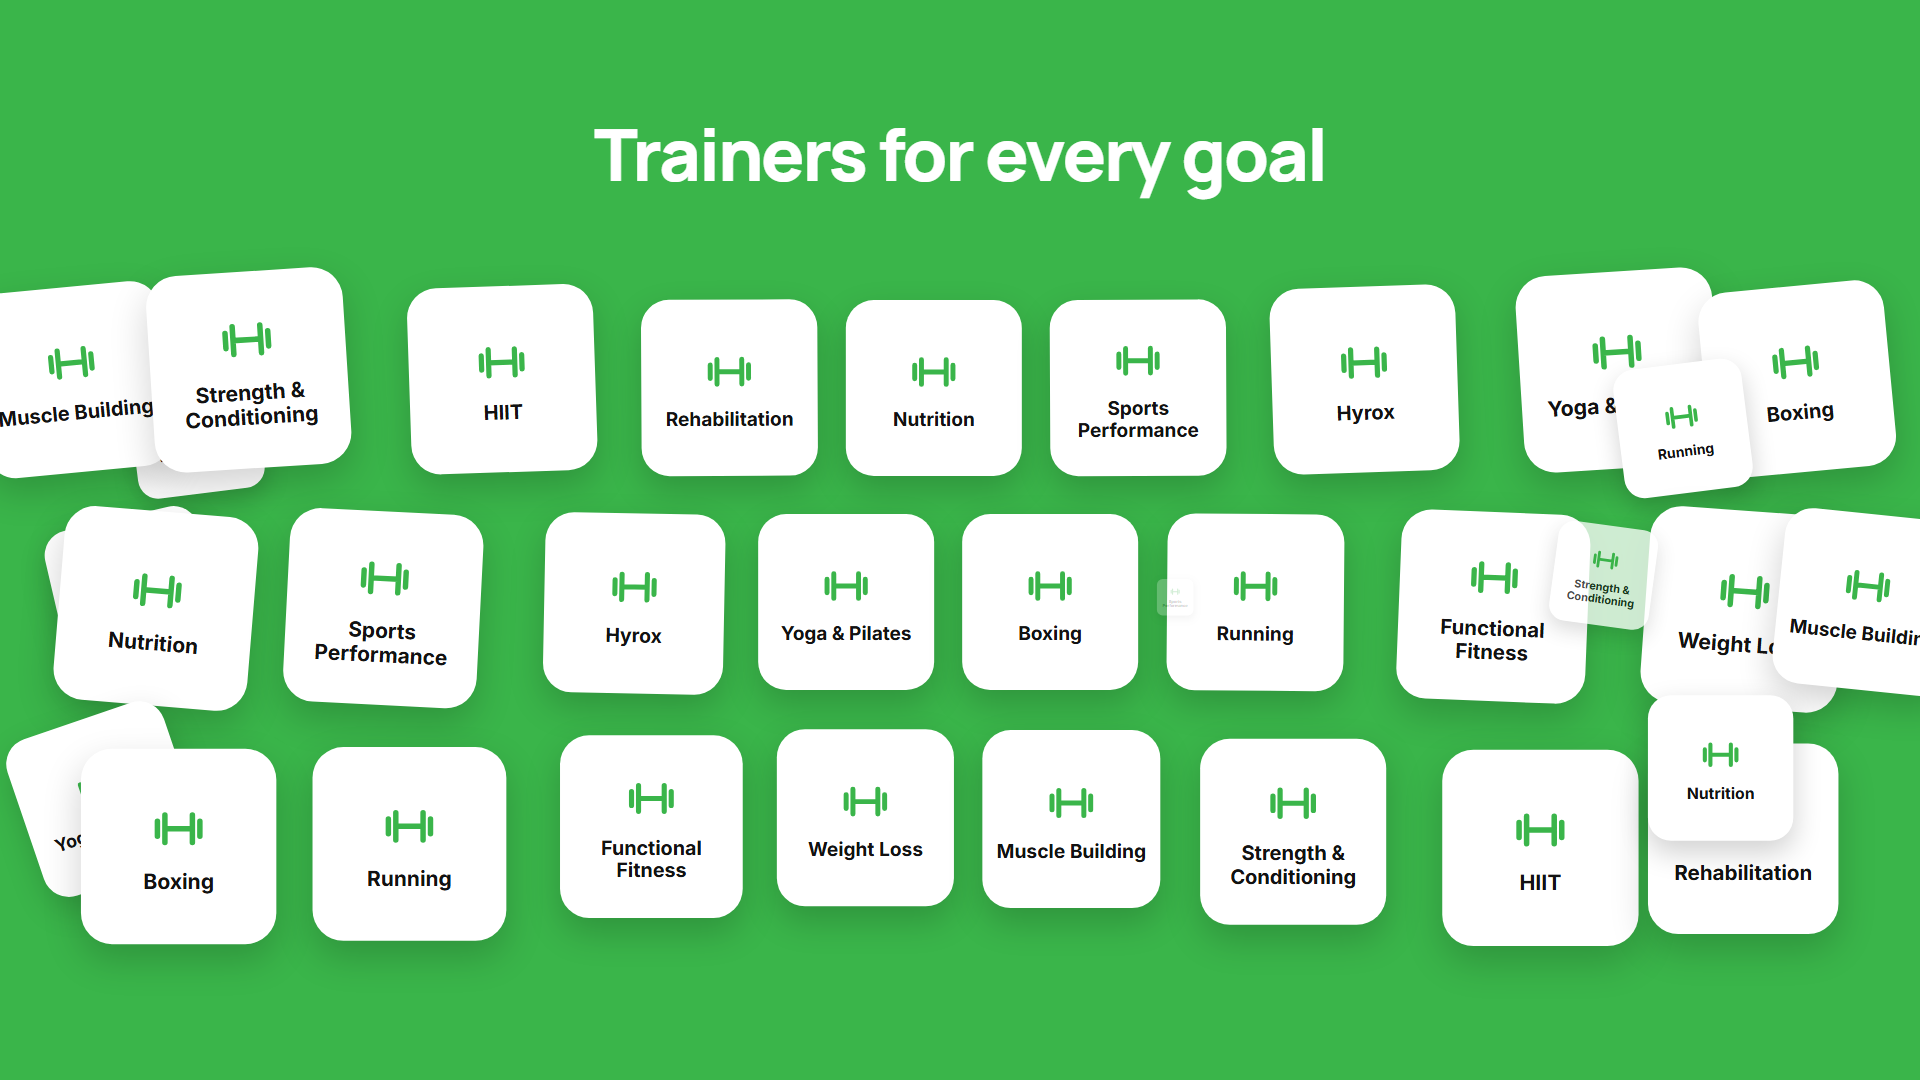 Trainers for every goal
Muscle Building
Strength &
Conditioning
HIIT
Rehabilitation
Nutrition
Sports
Performance
Hyrox
Yoga &
Running
Boxing
Nutrition
Sports
Performance
Hyrox
Yoga & Pilates
Boxing
Running
Functional
Fitness
Strength &
Conditioning
Weight
Muscle
Boxing
Running
Functional
Fitness
Weight Loss
Muscle Building
Strength &
Conditioning
HIIT
Nutrition
Rehabilitation